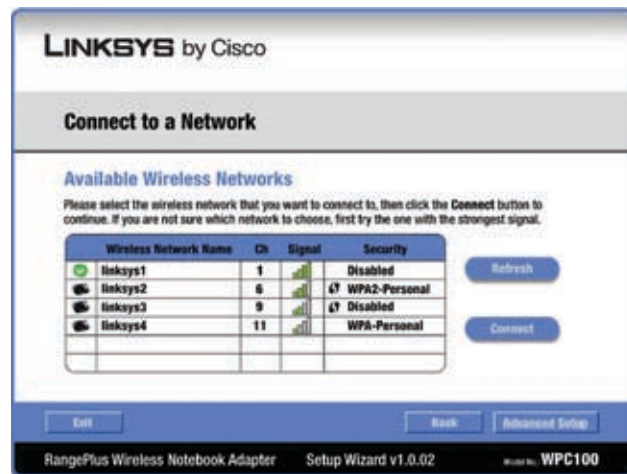 LINKSYS by Cisco
Connect to a Network
Available Wireless Networks
Please select the wireless network that you want to connect to, then click the Connect button to
continue. If you are not sure which network to choose, first try the one with the strongest signal.
Wireless Network Name Ch Signal Security
linksys1 1 Disabled
linksys2 6 WPA2-Personal
linksys3 9 Disabled
linksys4 11 WPA-Personal
Refresh
Connect
Exit Back Advanced Setup
RangePlus Wireless Notebook Adapter Setup Wizard v1.0.02 Model No. WPC100